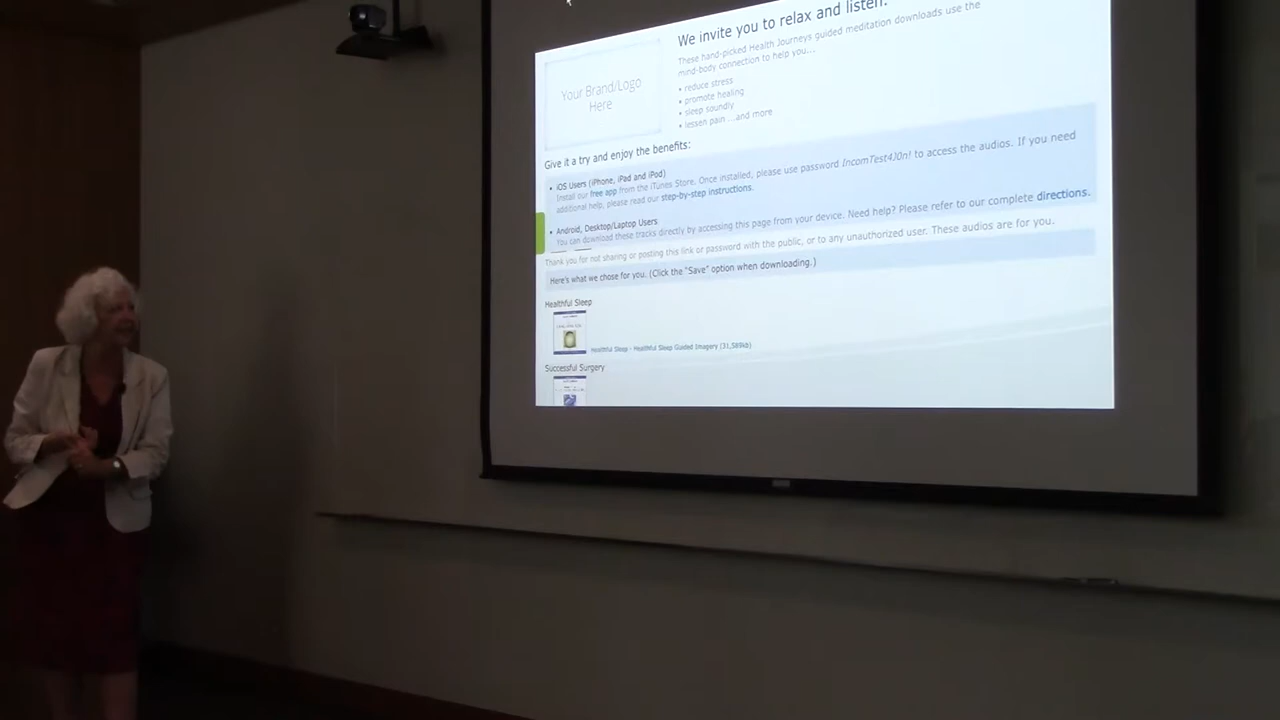 We invite you to relax and listen.
Your Brand/Logo
Here
These hand-picked Health Journeys guided meditation downloads use the
mind-body connection to help you...
• reduce stress
• promote healing
• sleep soundly
• lessen pain ...and more
Give it a try and enjoy the benefits:
• iOS Users (iPhone, iPad and iPod)
Install our free app from the iTunes Store. Once installed, please use password IncomTest4J0n! to access the audios. If you need
additional help, please read our step-by-step instructions.
• Android, Desktop/Laptop Users
You can download these tracks directly by accessing this page from your device. Need help? Please refer to our complete directions.
Thank you for not sharing or posting this link or password with the public, or to any unauthorized user. These audios are for you.
Here's what we chose for you. (Click the "Save" option when downloading.)
Healthful Sleep
Healthful Sleep - Healthful Sleep Guided Imagery (31,589kb)
Successful Surgery